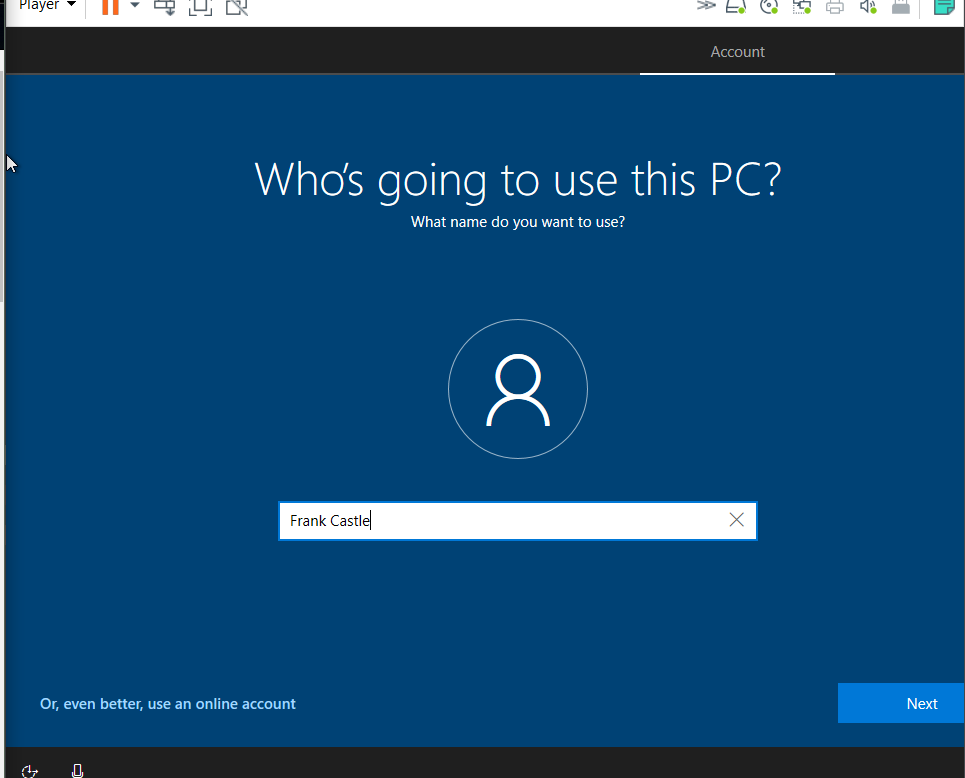 Player
Account
Who's going to use this PC?
What name do you want to use?
Frank Castle
Or, even better, use an online account
Next